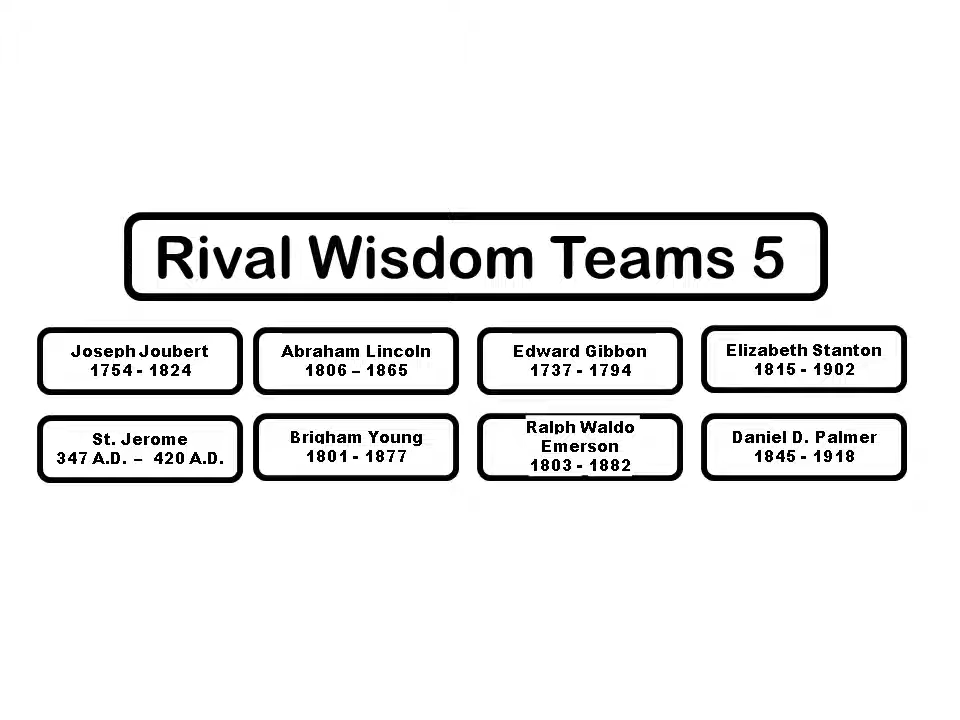 Rival Wisdom Teams 5
Joseph Joubert
1754 - 1824
Abraham Lincoln
1806 – 1865
Edward Gibbon
1737 - 1794
Elizabeth Stanton
1815 - 1902
St. Jerome
347 A.D. – 420 A.D.
Brigham Young
1801 - 1877
Ralph Waldo
Emerson
1803 - 1882
Daniel D. Palmer
1845 - 1918